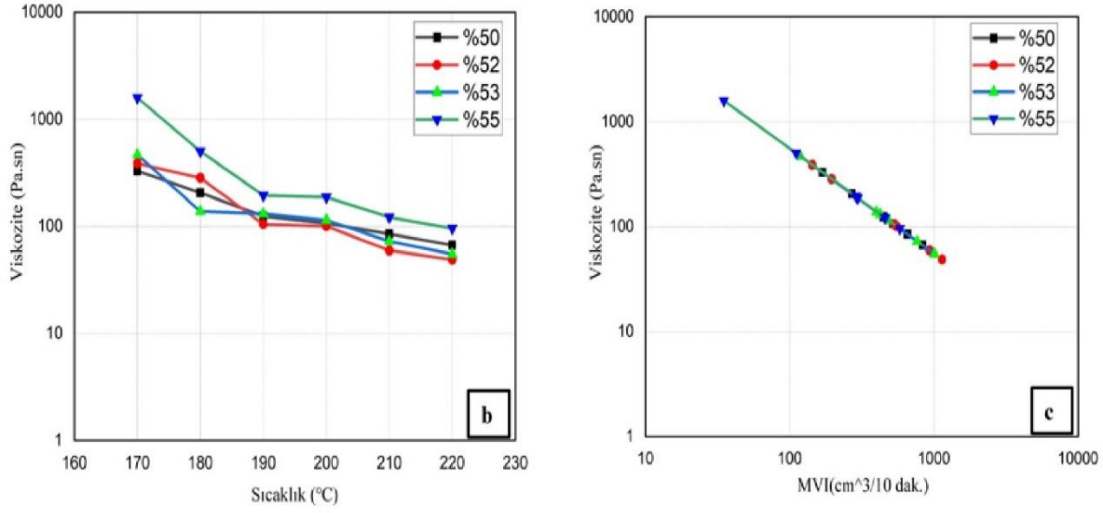 10000
1000
100
10
1
Viskozite (Pa.sn)
160 170 180 190 200 210 220 230
Sıcaklık (°C)
%50
%52
%53
%55
b
10000
1000
100
10
1
Viskozite (Pa.sn)
10 100 1000 10000
MVI(cm^3/10 dak.)
%50
%52
%53
%55
c